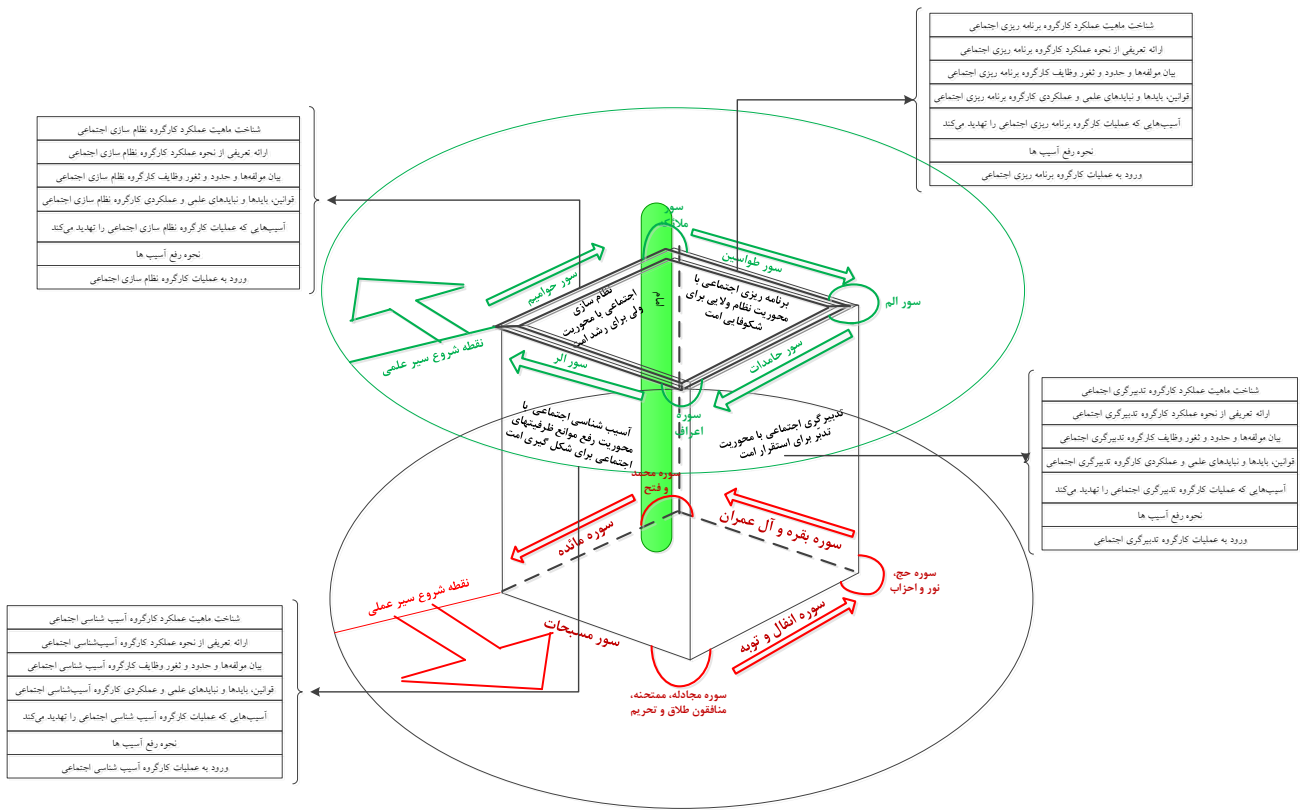 شناخت ماهیت عملکرد کارگروه برنامه ریزی اجتماعی
ارائه تعریفی از نحوه عملکرد کارگروه برنامه ریزی اجتماعی
بیان مولفه‌ها و حدود و ثغور وظایف کارگروه برنامه ریزی اجتماعی
قوانین، بایدها و نبایدهای علمی و عملکردی کارگروه برنامه ریزی اجتماعی
آسیب‌هایی که عملیات کارگروه برنامه ریزی اجتماعی را تهدید می‌کند
نحوه رفع آسیب ها
ورود به عملیات کارگروه برنامه ریزی اجتماعی
شناخت ماهیت عملکرد کارگروه نظام سازی اجتماعی
ارائه تعریفی از نحوه عملکرد کارگروه نظام سازی اجتماعی
بیان مولفه‌ها و حدود و ثغور وظایف کارگروه نظام سازی اجتماعی
قوانین، بایدها و نبایدهای علمی و عملکردی کارگروه نظام سازی اجتماعی
آسیب‌هایی که عملیات کارگروه نظام سازی اجتماعی را تهدید می‌کند
نحوه رفع آسیب ها
ورود به عملیات کارگروه نظام سازی اجتماعی
سور
ملائکه
سور طواسین
سور حوامیم
امام
برنامه ریزی اجتماعی با
محوریت نظام ولایی برای
شکوفایی امت
نظام سازی
اجتماعی با محوریت
ولی برای رشد امت
سور الم
نقطه شروع سیر علمی
سور حامدات
سور الر
سوره
اعراف
آسیب شناسی اجتماعی با
محوریت رفع موانع ظرفیتهای
اجتماعی برای شکل گیری امت
تدبیرگری اجتماعی با محوریت
تدبّر برای استقرار امت
شناخت ماهیت عملکرد کارگروه تدبیرگری اجتماعی
ارائه تعریفی از نحوه عملکرد کارگروه تدبیرگری اجتماعی
بیان مولفه‌ها و حدود و ثغور وظایف کارگروه تدبیرگری اجتماعی
قوانین، بایدها و نبایدهای علمی و عملکردی کارگروه تدبیرگری اجتماعی
آسیب‌هایی که عملیات کارگروه تدبیرگری اجتماعی را تهدید می‌کند
نحوه رفع آسیب ها
ورود به عملیات کارگروه تدبیرگری اجتماعی
سوره محمد
و فتح
سوره مائده
سوره بقره و آل عمران
سوره حج،
نور و احزاب
نقطه شروع سیر عملی
سور مسبحات
سوره انفال و توبه
سوره مجادله، ممتحنه،
منافقون طلاق و تحریم
شناخت ماهیت عملکرد کارگروه آسیب شناسی اجتماعی
ارائه تعریفی از نحوه عملکرد کارگروه آسیب‌شناسی اجتماعی
بیان مولفه‌ها و حدود و ثغور وظایف کارگروه آسیب شناسی اجتماعی
قوانین، بایدها و نبایدهای علمی و عملکردی کارگروه آسیب‌شناسی اجتماعی
آسیب‌هایی که عملیات کارگروه آسیب شناسی اجتماعی را تهدید می‌کند
نحوه رفع آسیب ها
ورود به عملیات کارگروه آسیب شناسی اجتماعی